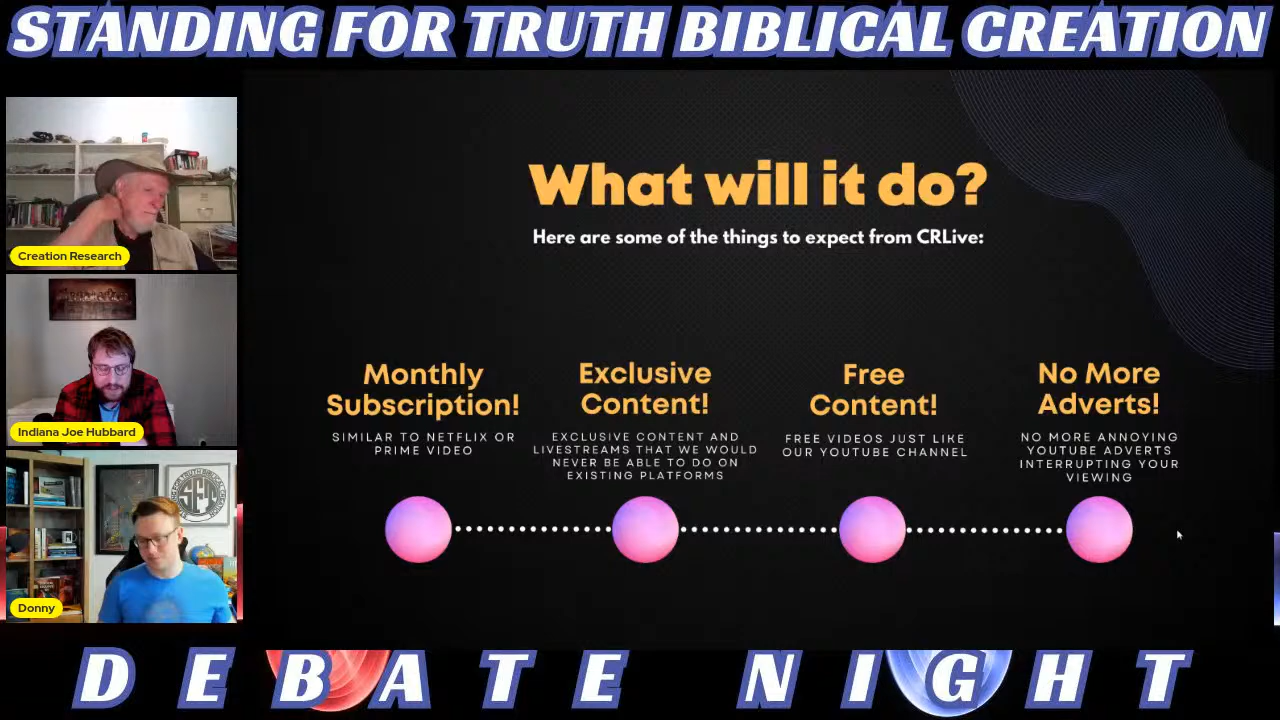 STANDING FOR TRUTH BIBLICAL CREATION
Creation Research
Indiana Joe Hubbard
Donny
What will it do?
Here are some of the things to expect from CRLive:
Monthly
Subscription!
SIMILAR TO NETFLIX OR
PRIME VIDEO
Exclusive
Content!
EXCLUSIVE CONTENT AND
LIVESTREAMS THAT WE WOULD
NEVER BE ABLE TO DO ON
EXISTING PLATFORMS
Free
Content!
FREE VIDEOS JUST LIKE
OUR YOUTUBE CHANNEL
No More
Adverts!
NO MORE ANNOYING
YOUTUBE ADVERTS
INTERRUPTING YOUR
VIEWING
DEBATE NIGHT